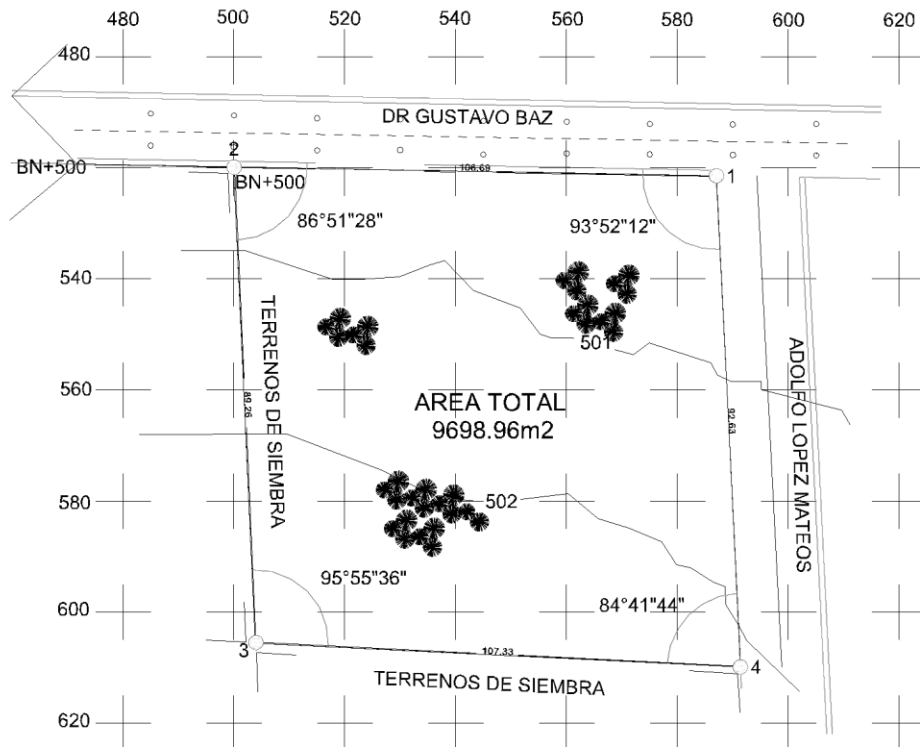 480 500 520 540 560 580 600 620
480
DR GUSTAVO BAZ
2
BN+500
500
BN+500
106.69
1
86°51"28"
93°52'12"
540
TERRENOS DE SIEMBRA
501
ADOLFO LOPEZ MATEOS
560
89.26
AREA TOTAL
9698.96m2
92.63
580
502
95°55"36"
84°41"44"
600
3
107.33
4
TERRENOS DE SIEMBRA
620